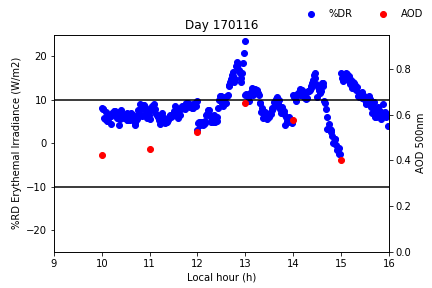 %DR AOD
Day 170116
%RD Erythemal Irradiance (W/m2)
20
10
0
−10
−20
0.8
0.6
0.4
0.2
0.0
AOD 500nm
9 10 11 12 13 14 15 16
Local hour (h)